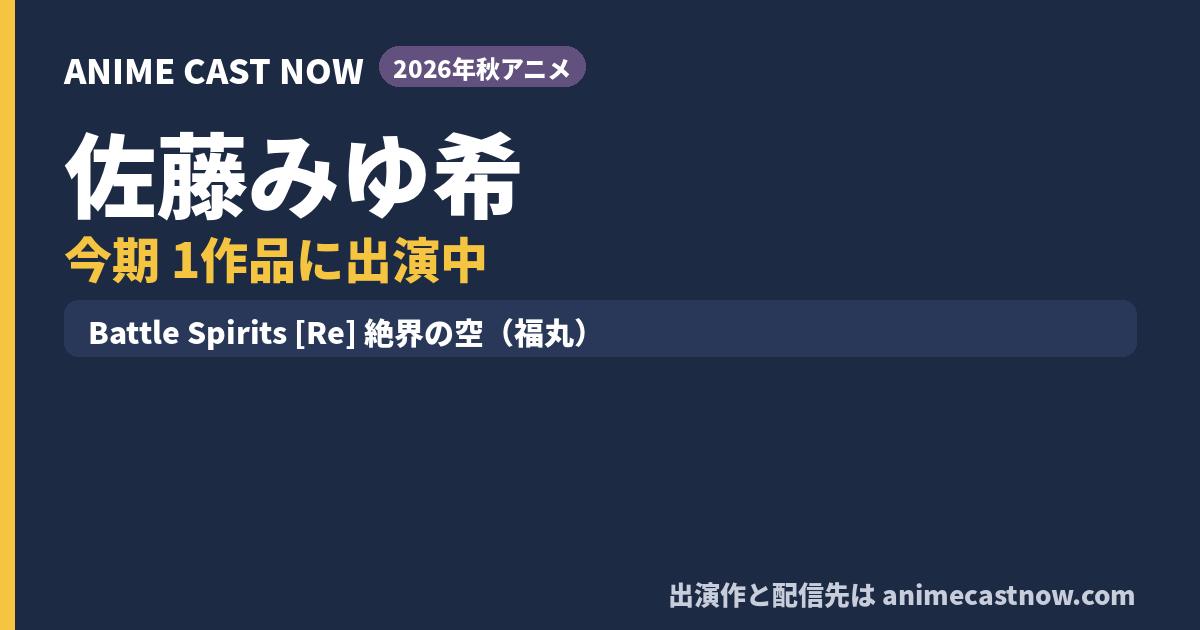 ANIME CAST NOW 2026年秋アニメ
佐藤みゆ希
今期 1作品に出演中
Battle Spirits [Re] 絶界の空（福丸）
出演作と配信先は animecastnow.com